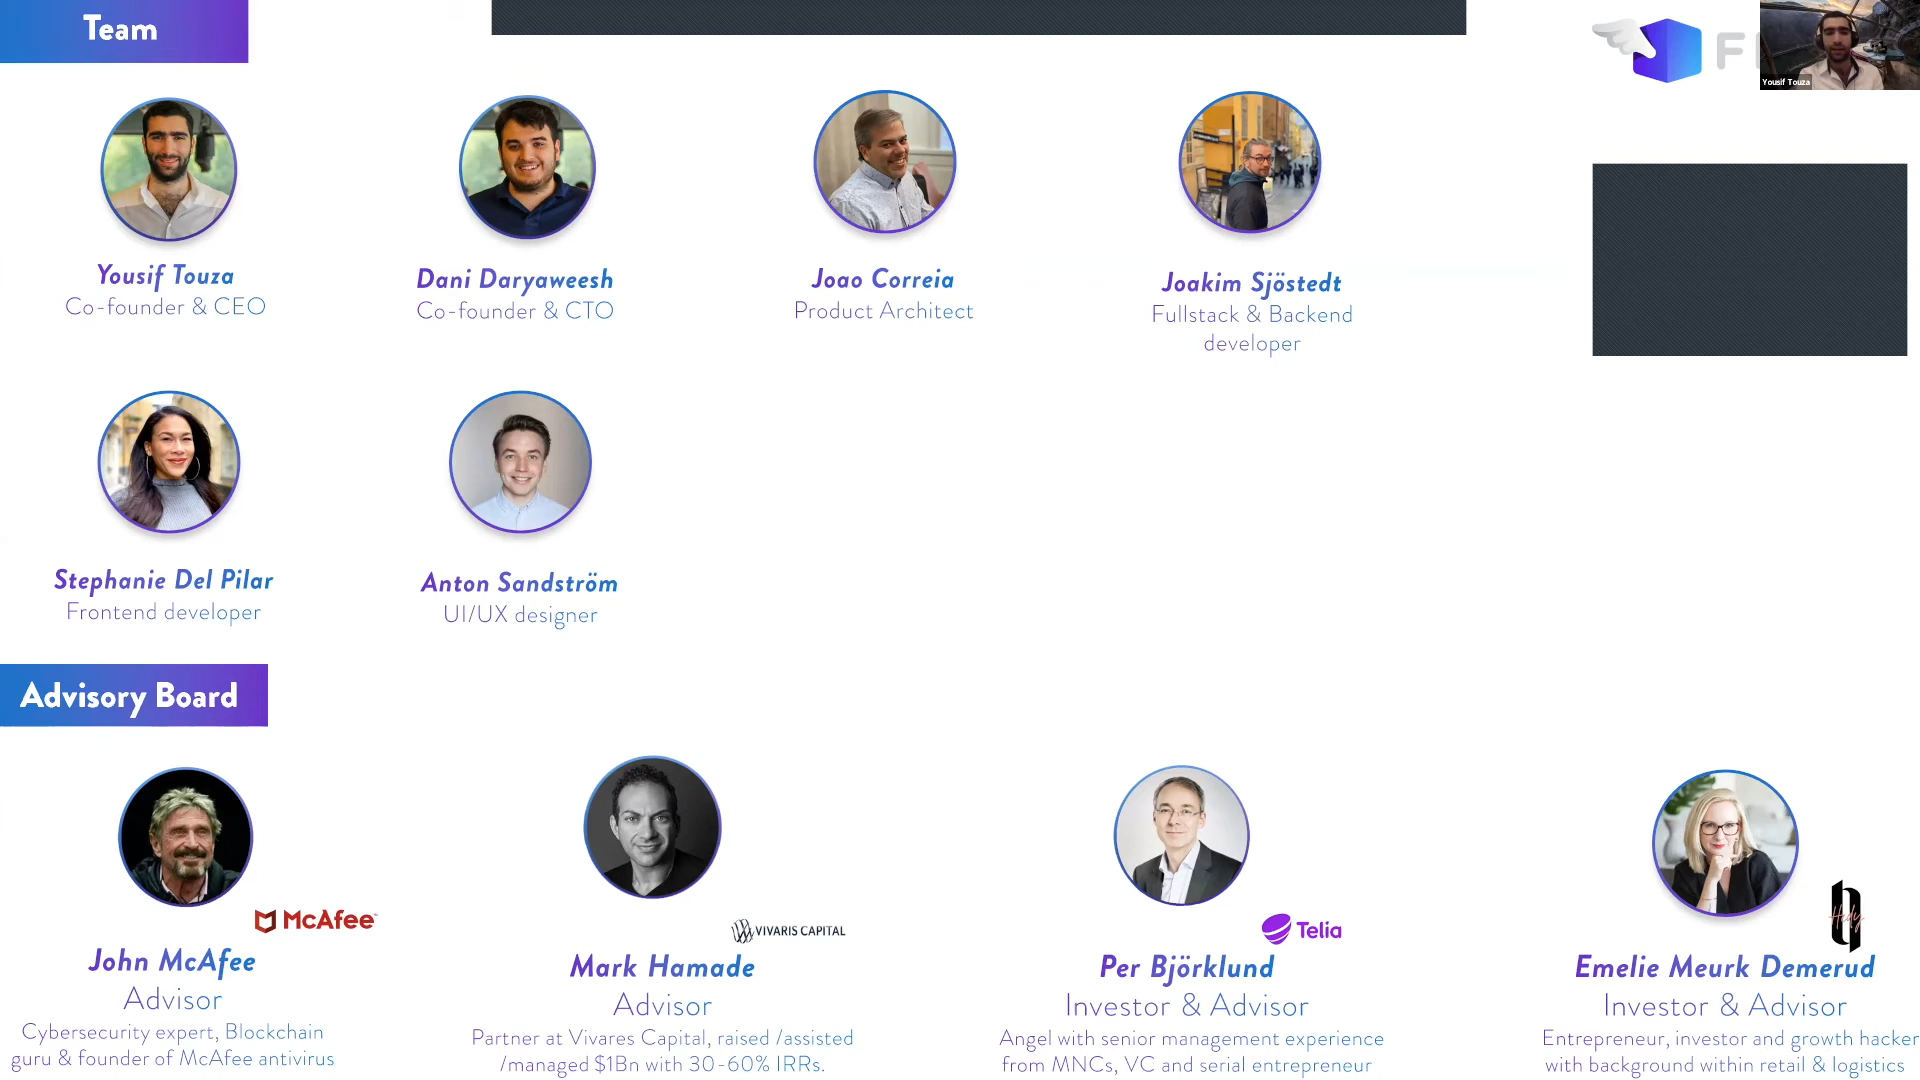 Team
Yousif Touza
Yousif Touza
Co-founder & CEO
Dani Daryaweesh
Co-founder & CTO
Joao Correia
Product Architect
Joakim Sjöstedt
Fullstack & Backend
developer
Stephanie Del Pilar
Frontend developer
Anton Sandström
UI/UX designer
Advisory Board
McAfee
John McAfee
Advisor
Cybersecurity expert, Blockchain
guru & founder of McAfee antivirus
VIVARIS CAPITAL
Mark Hamade
Advisor
Partner at Vivares Capital, raised /assisted
/managed $1Bn with 30-60% IRRs.
Telia
Per Björklund
Investor & Advisor
Angel with senior management experience
from MNCs, VC and serial entrepreneur
Hedy
Emelie Meurk Demerud
Investor & Advisor
Entrepreneur, investor and growth hacker
with background within retail & logistics